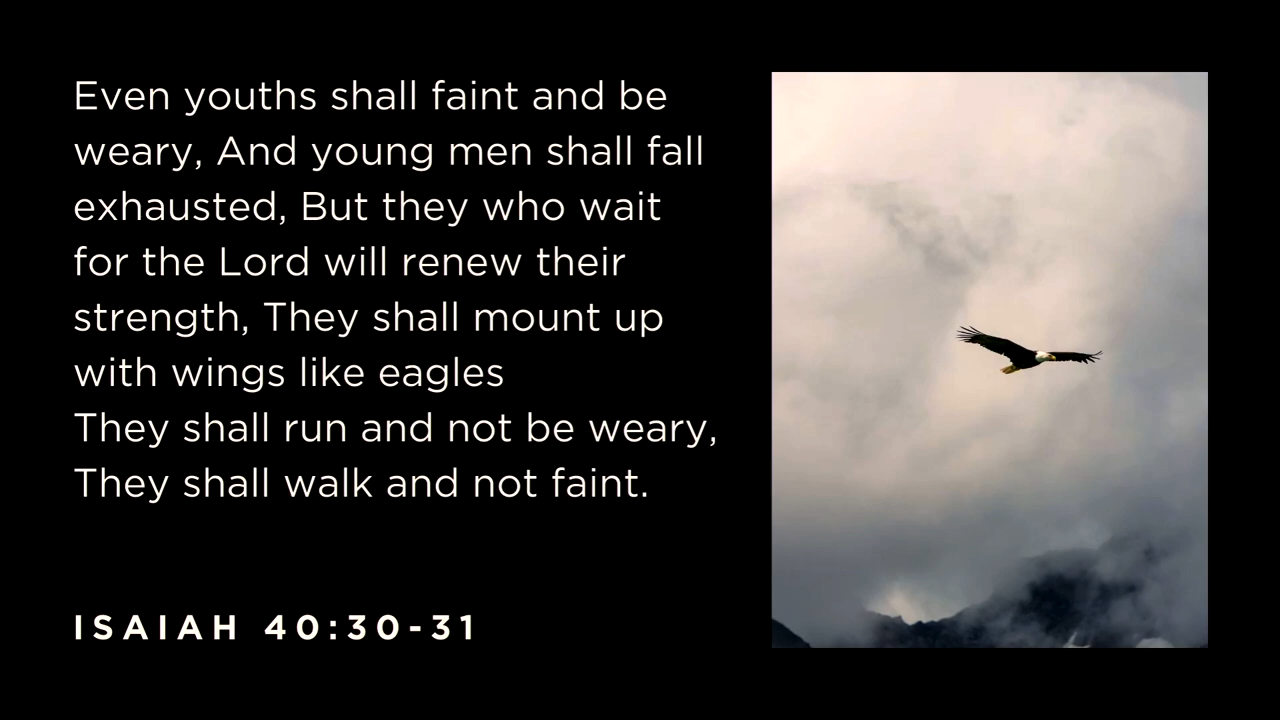 Even youths shall faint and be
weary, And young men shall fall
exhausted, But they who wait
for the Lord will renew their
strength, They shall mount up
with wings like eagles
They shall run and not be weary,
They shall walk and not faint.
ISAIAH 40:30-31